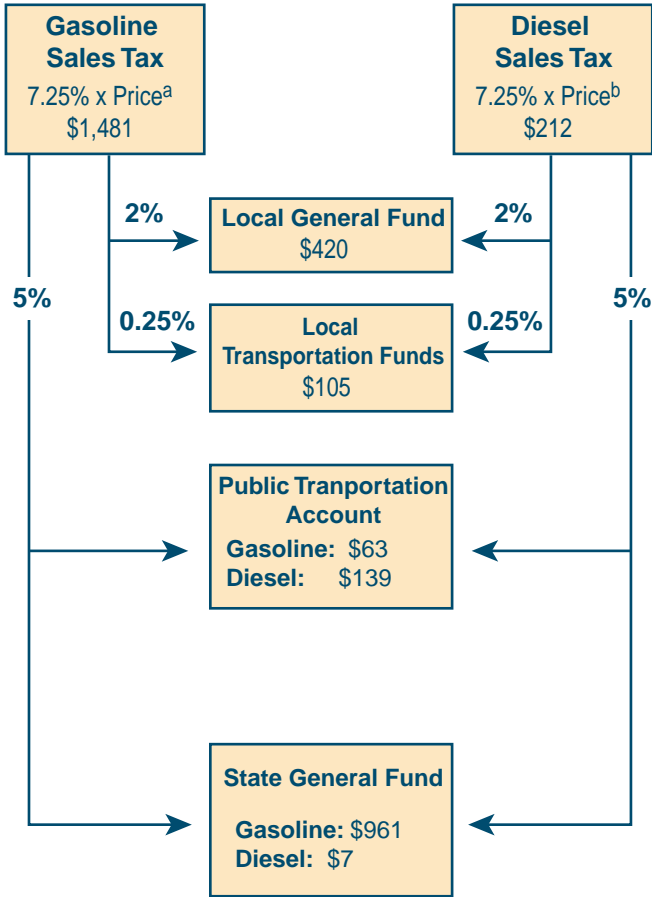 Gasoline
Sales Tax
7.25% x Priceᵃ
$1,481
Diesel
Sales Tax
7.25% x Priceᵇ
$212
2%
Local General Fund
$420
2%
5%
5%
0.25%
Local
Transportation Funds
$105
0.25%
Public Tranportation
Account
Gasoline: $63
Diesel: $139
State General Fund
Gasoline: $961
Diesel: $7